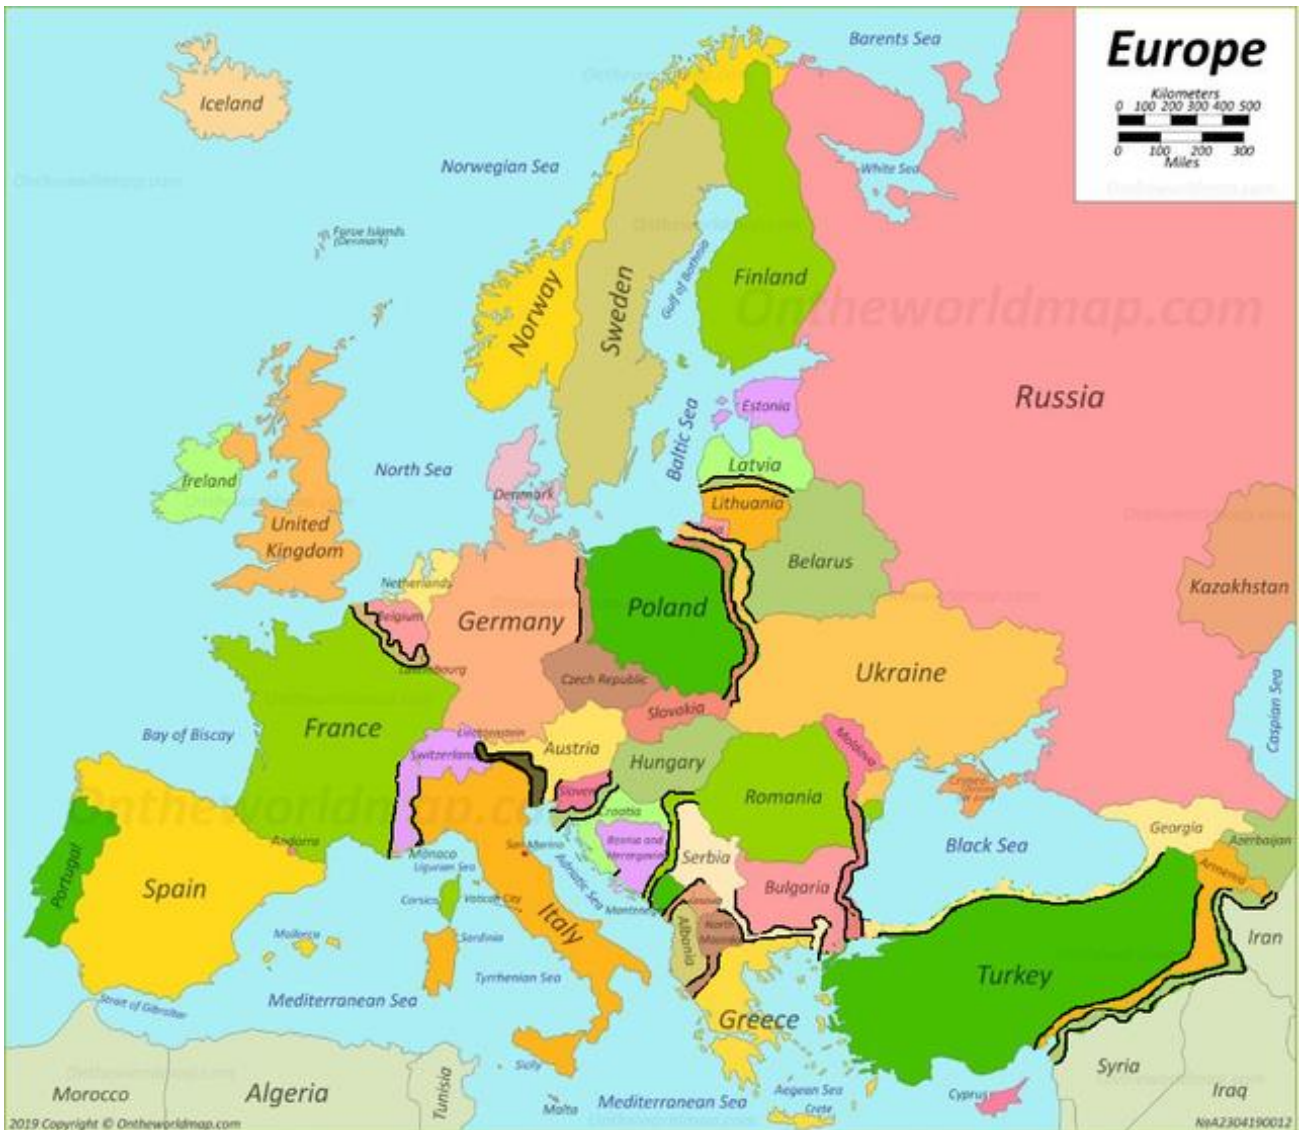 Europe
Kilometers
0 100 200 300 400 500
0 100 200 300
Miles
Barents Sea
Iceland
Norwegian Sea
White Sea
Faroe Islands
(Denmark)
Norway
Sweden
Gulf of Bothnia
Finland
Ontheworldmap.com
Russia
Estonia
Baltic Sea
Latvia
North Sea
Ireland
Denmark
Lithuania
United
Kingdom
Belarus
Kazakhstan
Netherlands
Belgium
Germany
Poland
Ukraine
Czech Republic
Slovakia
Caspian Sea
France
Bay of Biscay
Switzerland
Austria
Hungary
Moldova
Romania
Croatia
Bosnia and
Herzegovina
Serbia
Georgia
Azerbaijan
Armenia
Black Sea
Andorra
Monaco
Ligurian Sea
San Marino
Adriatic Sea
Bulgaria
Portugal
Spain
Corsica
Vatican City
Italy
Albania
North
Iran
Mallorca
Sardinia
Tyrrhenian Sea
Turkey
Strait of Gibraltar
Mediterranean Sea
Greece
Sicily
Syria
Morocco
Algeria
Tunisia
Malta
Mediterranean Sea
Aegean Sea
Crete
Cyprus
Iraq
2019 Copyright © Ontheworldmap.com
№A2304190012